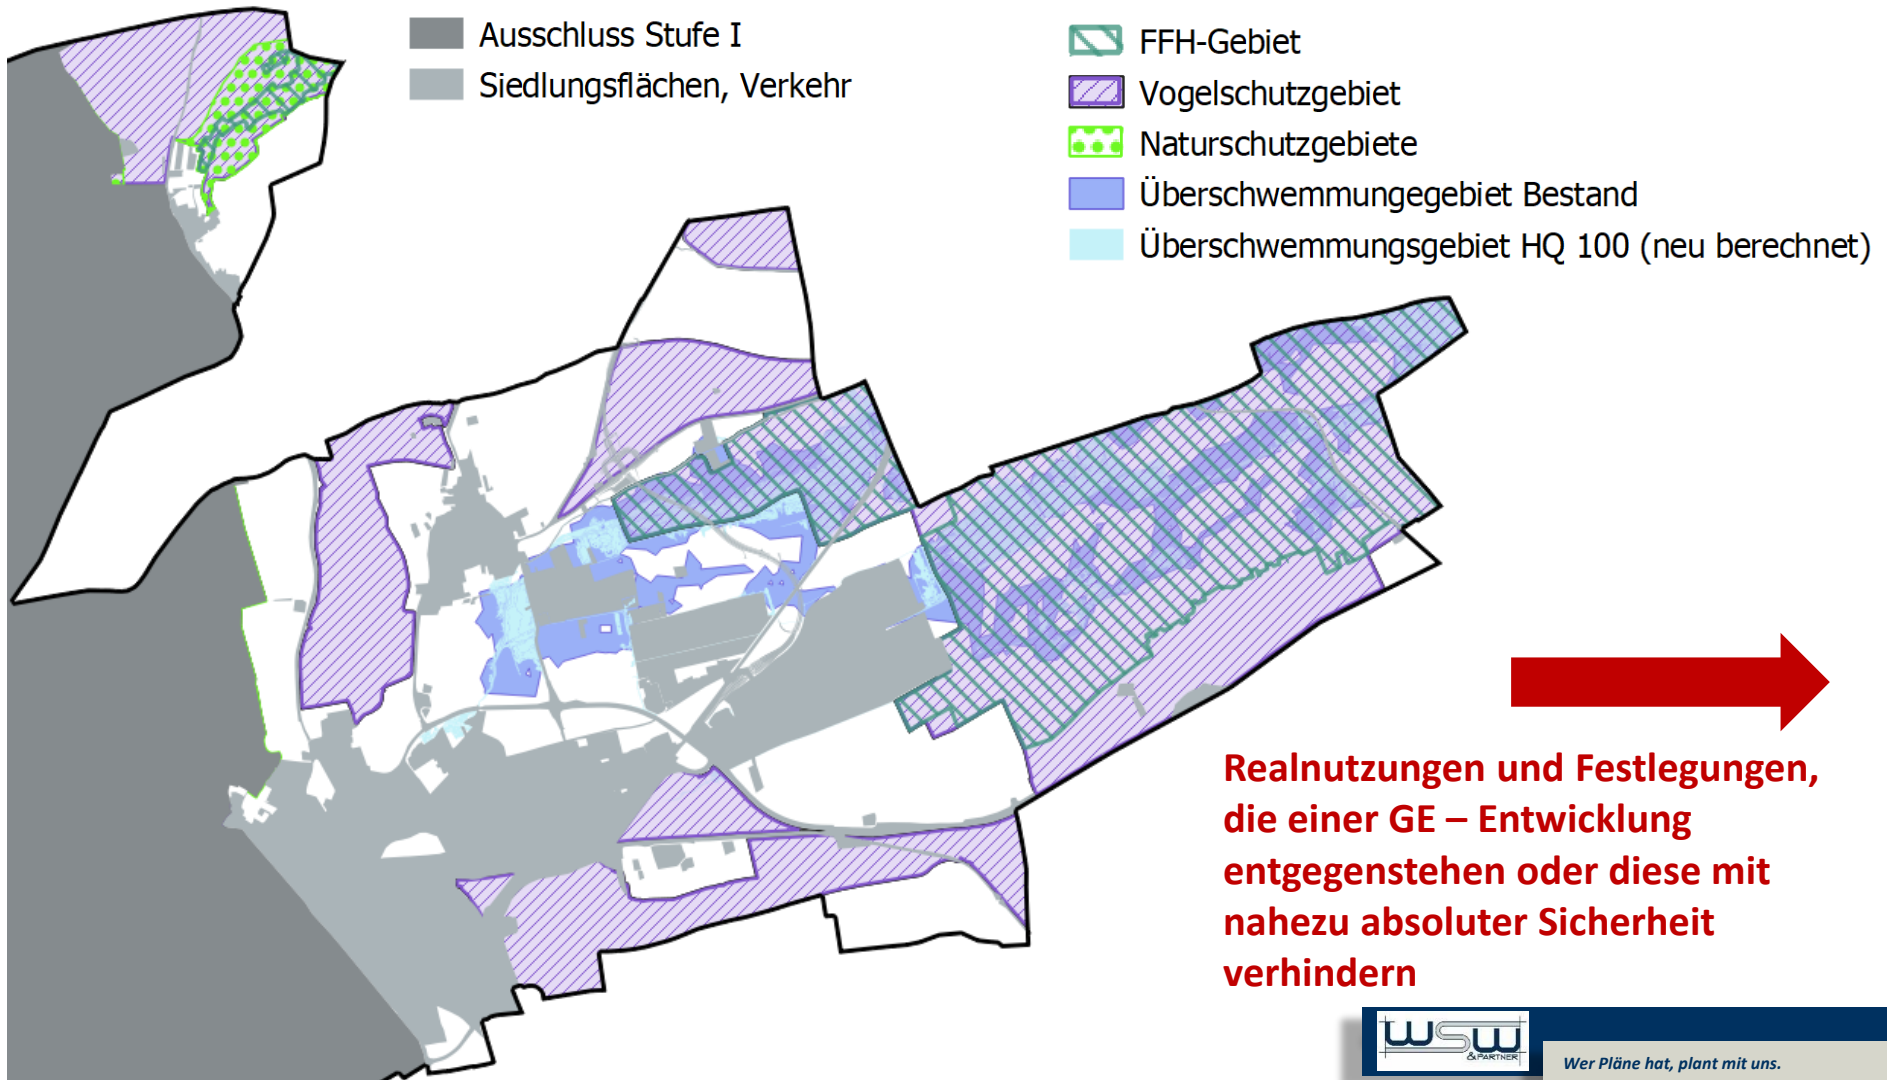 Ausschluss Stufe I
Siedlungsflächen, Verkehr
FFH-Gebiet
Vogelschutzgebiet
Naturschutzgebiete
Überschwemmungegebiet Bestand
Überschwemmungsgebiet HQ 100 (neu berechnet)
Realnutzungen und Festlegungen,
die einer GE – Entwicklung
entgegenstehen oder diese mit
nahezu absoluter Sicherheit
verhindern
WSW
& PARTNER
Wer Pläne hat, plant mit uns.